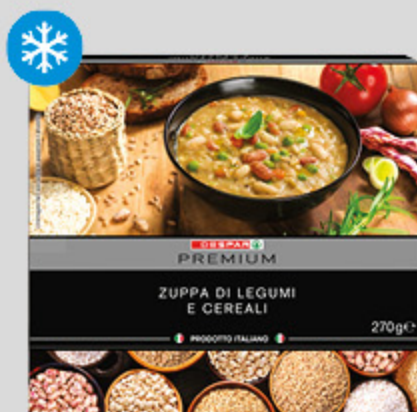 DESPAR
PREMIUM
ZUPPA DI LEGUMI
E CEREALI
270g℮
PRODOTTO ITALIANO